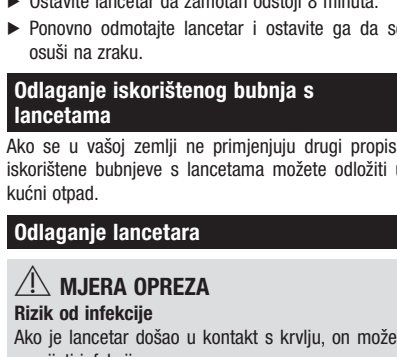 ▶ Ostavite lancetar da zamotan odstoji 8 minuta.
▶ Ponovno odmotajte lancetar i ostavite ga da se
osuši na zraku.
Odlaganje iskorištenog bubnja s
lancetama
Ako se u vašoj zemlji ne primjenjuju drugi propis
iskorištene bubnjeve s lancetama možete odložiti u
kućni otpad.
Odlaganje lancetara
⚠ MJERA OPREZA
Rizik od infekcije
Ako je lancetar došao u kontakt s krvlju, on može